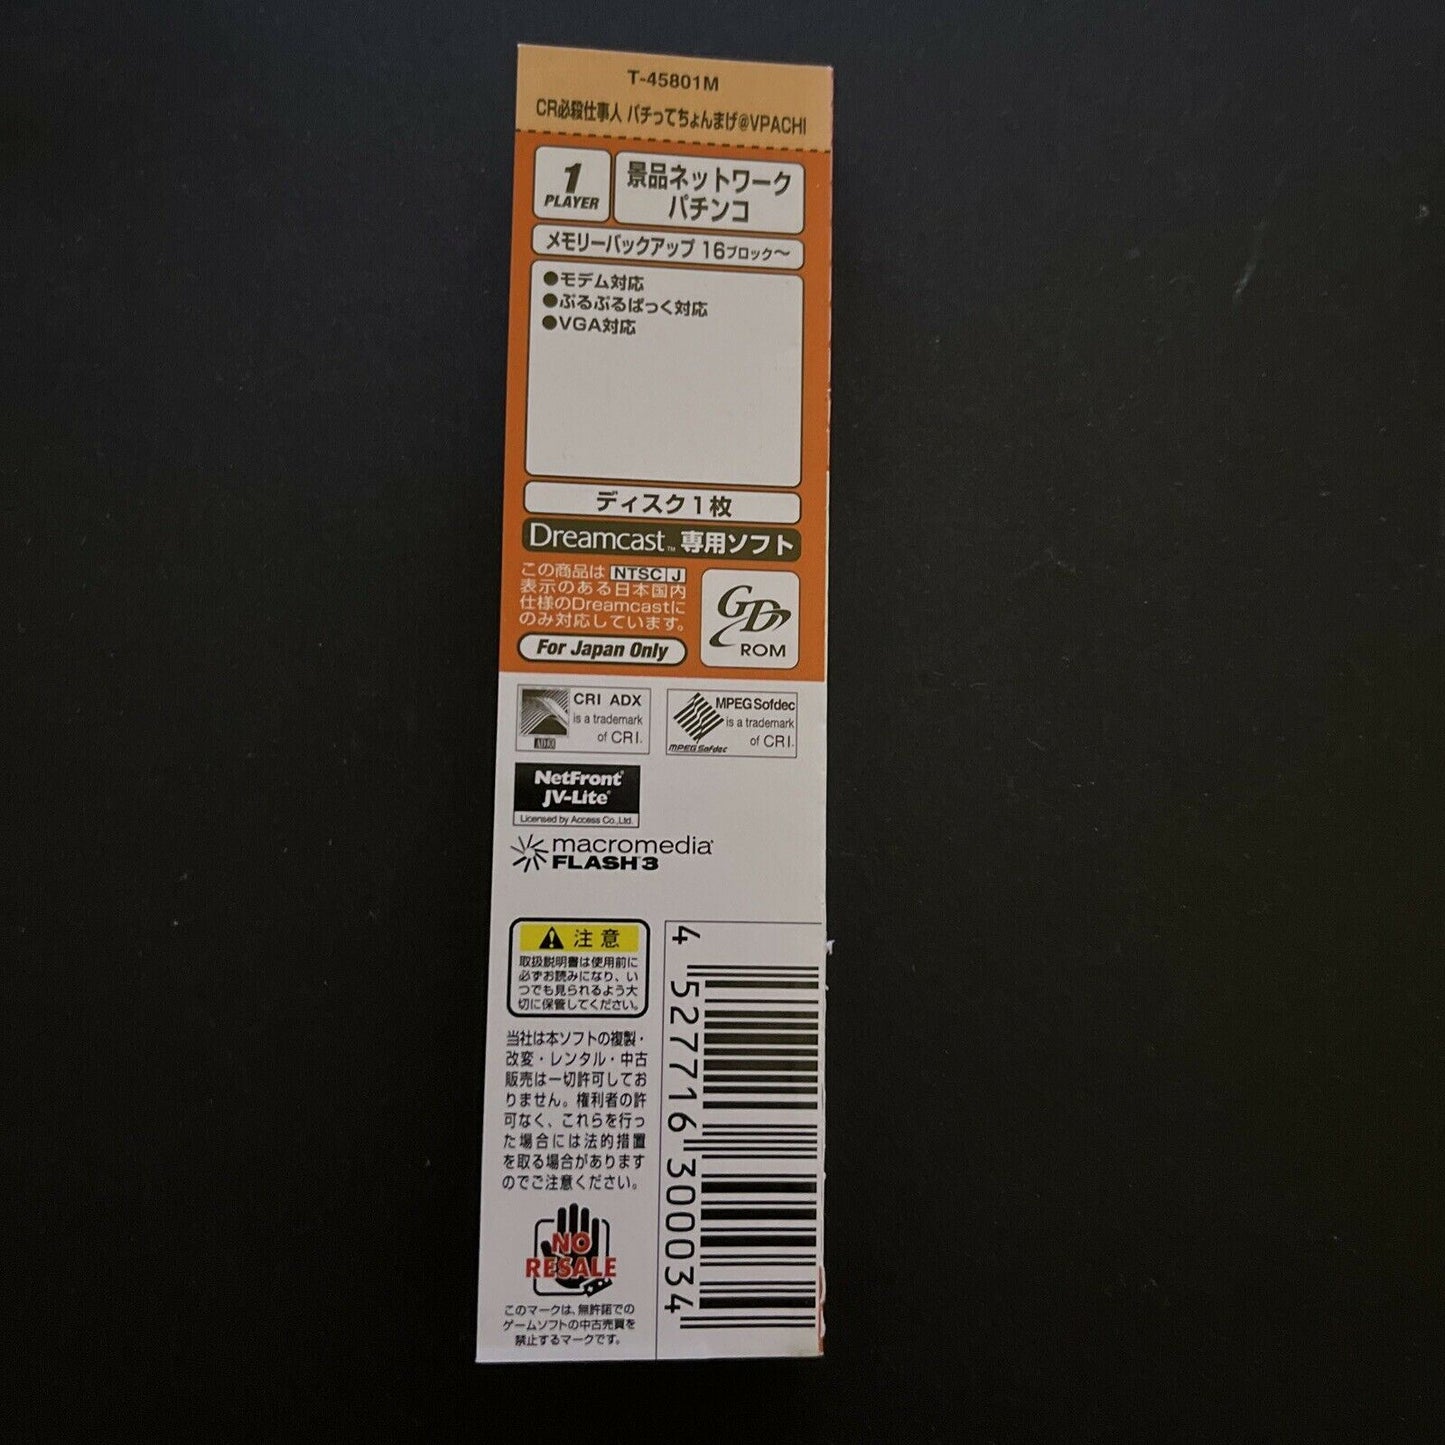 T-45801M
CR必殺仕事人 パチってちょんまげ@VPACHI
1
PLAYER
景品ネットワーク
パチンコ
メモリーバックアップ 16ブロック〜
●モデム対応
●ぷるぷるぱっく対応
●VGA対応
ディスク1枚
Dreamcast™ 専用ソフト
この商品は NTSC J
表示のある日本国内
仕様のDreamcastに
のみ対応しています。
For Japan Only
GD
ROM
CRI ADX
is a trademark
of CRI.
ADX
MPEG Sofdec
is a trademark
of CRI.
MPEG Sofdec
NetFront®
JV-Lite®
Licensed by Access Co.,Ltd.
macromedia®
FLASH™3
注意
取扱説明書は使用前に
必ずお読みになり、い
つでも見られるよう大
切に保管してください。
当社は本ソフトの複製・
改変・レンタル・中古
販売は一切許可してお
りません。権利者の許
可なく、これらを行っ
た場合には法的措置
を取る場合があります
のでご注意ください。
NO
RESALE
このマークは、無許諾での
ゲームソフトの中古売買を
禁止するマークです。
4 527716 300034